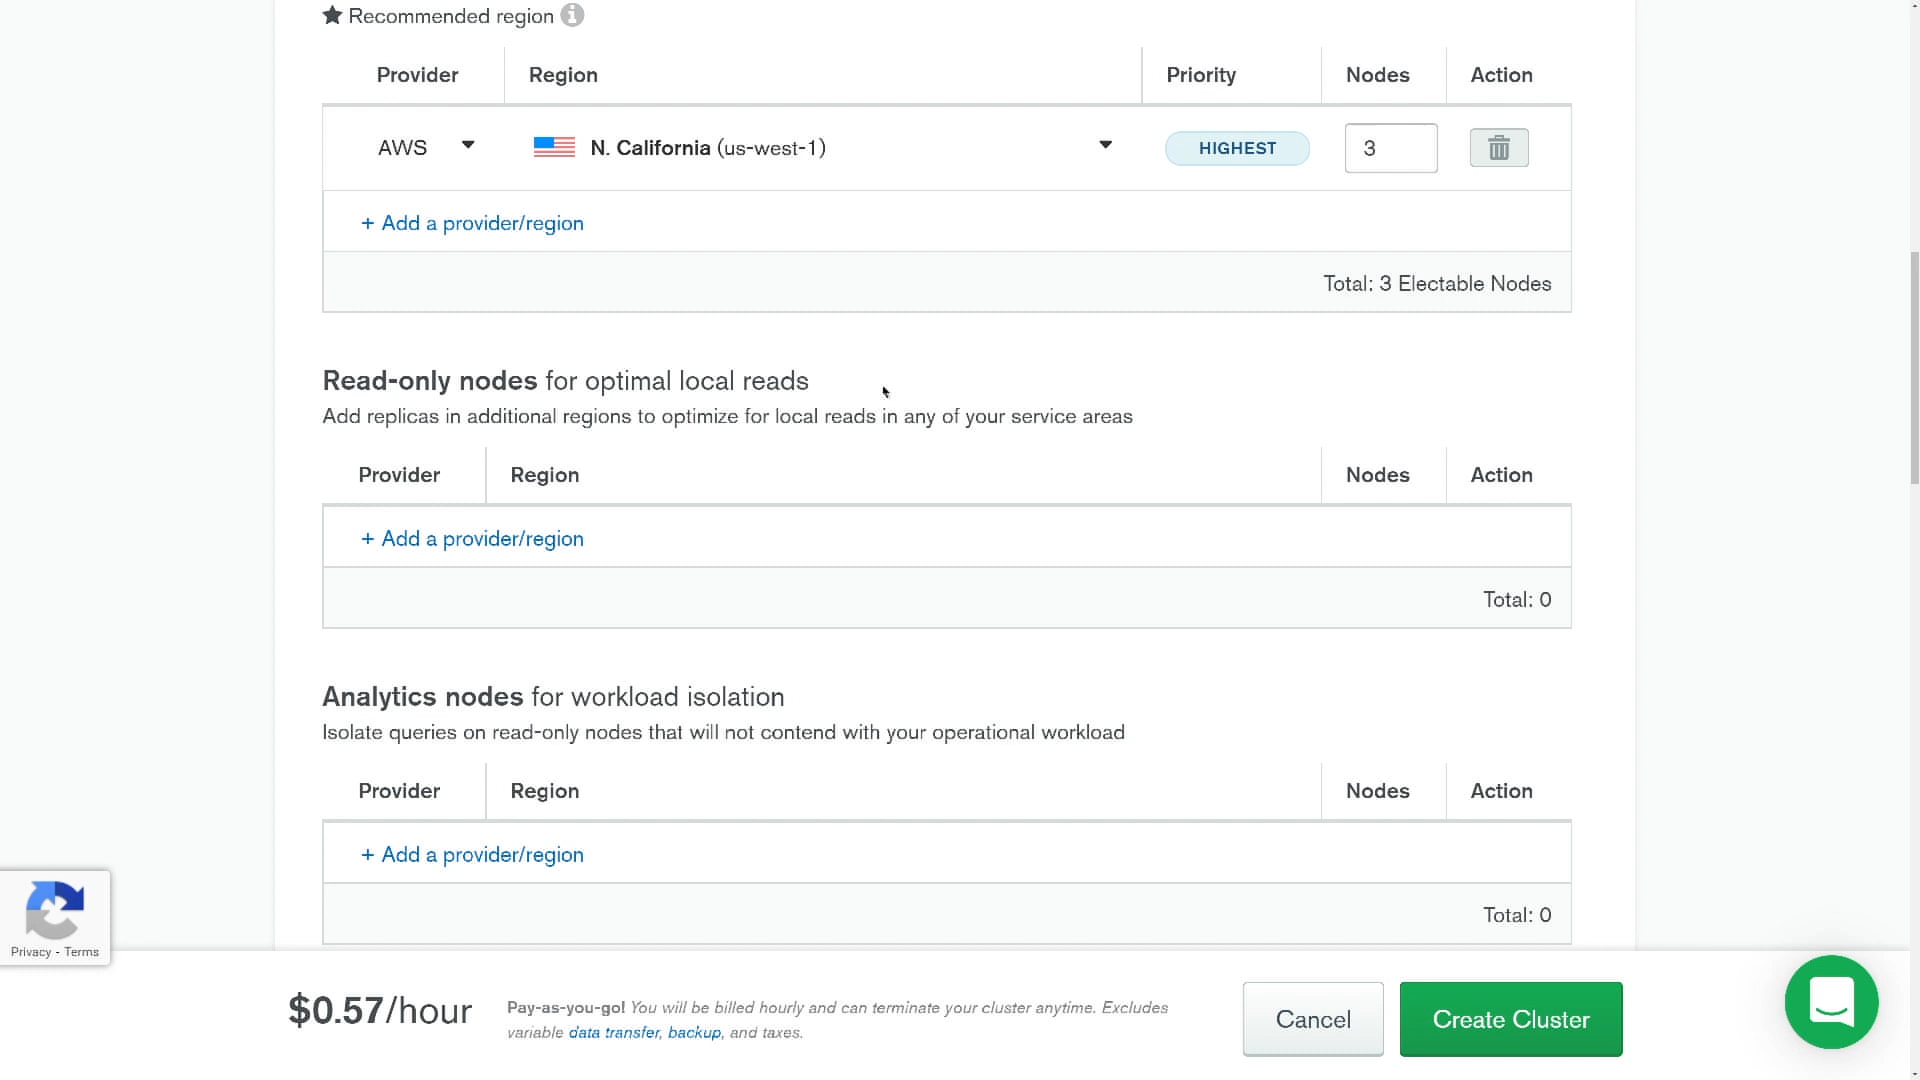 Recommended region
Provider Region Priority Nodes Action
AWS N. California (us-west-1) HIGHEST 3
+ Add a provider/region
Total: 3 Electable Nodes
Read-only nodes for optimal local reads
Add replicas in additional regions to optimize for local reads in any of your service areas
Provider Region Nodes Action
+ Add a provider/region
Total: 0
Analytics nodes for workload isolation
Isolate queries on read-only nodes that will not contend with your operational workload
Provider Region Nodes Action
+ Add a provider/region
Total: 0
Privacy - Terms
$0.57/hour
Pay-as-you-go! You will be billed hourly and can terminate your cluster anytime. Excludes
variable data transfer, backup, and taxes.
Cancel
Create Cluster